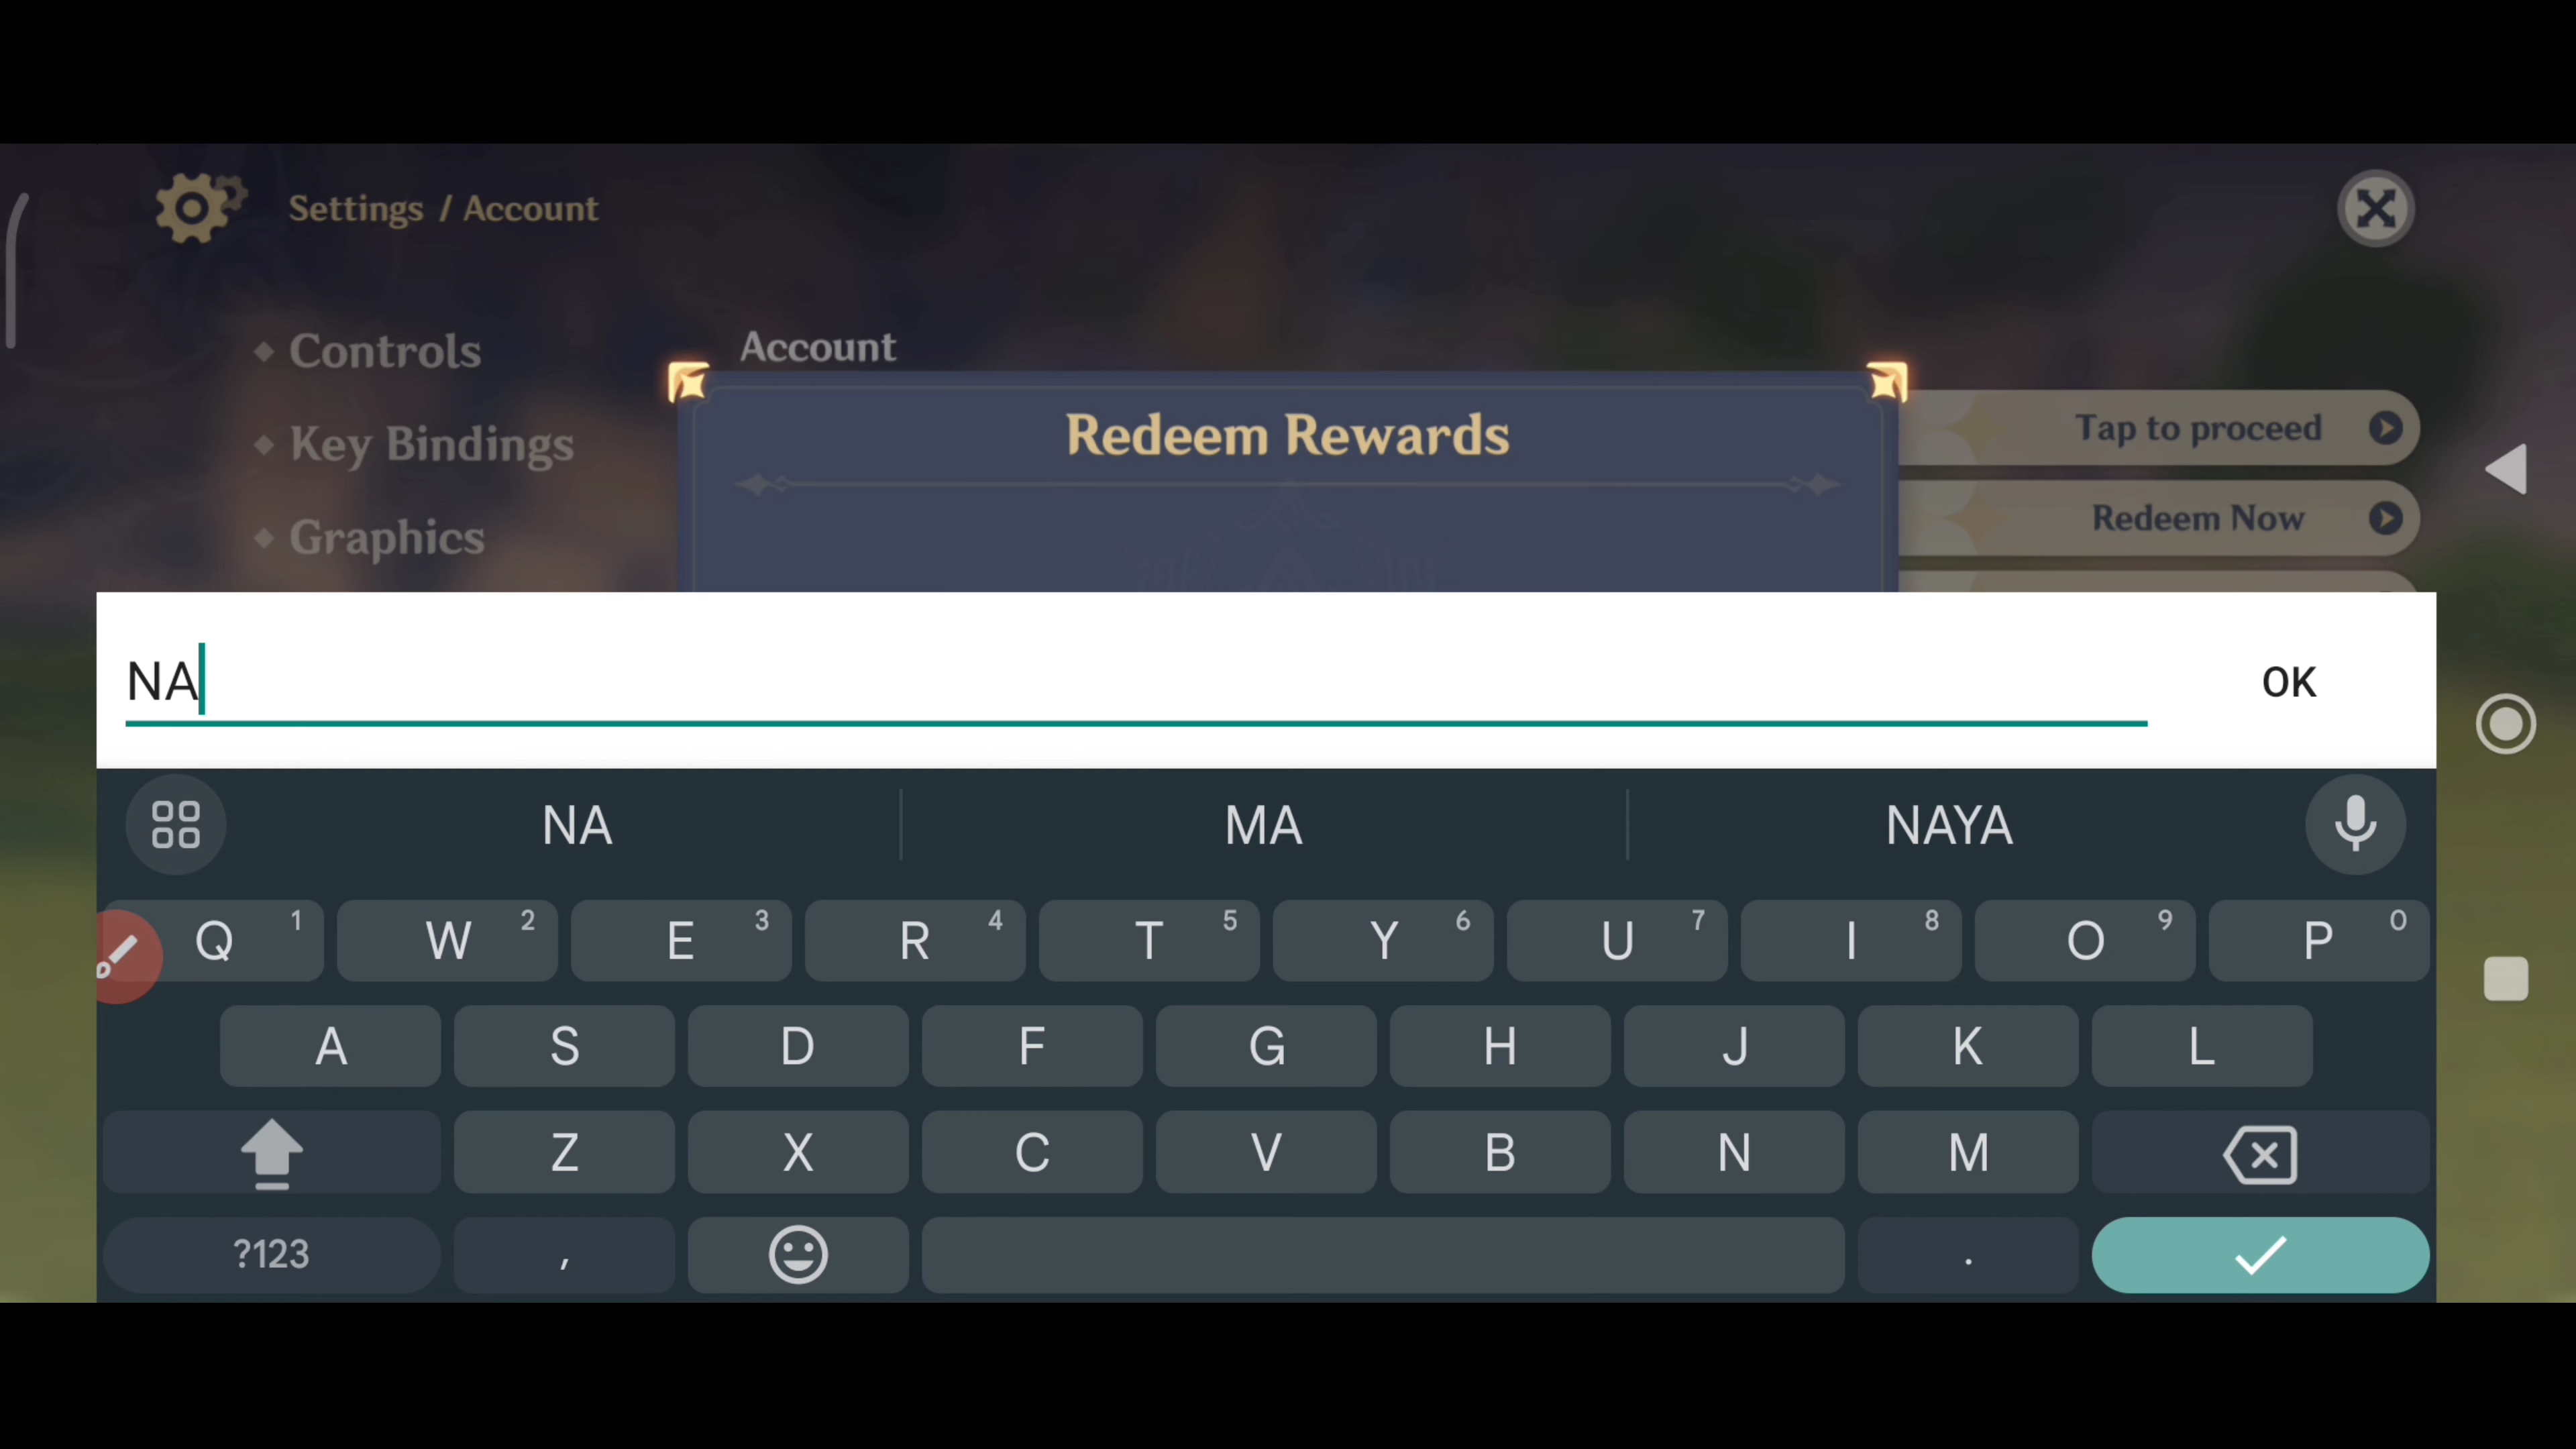 Settings / Account
Controls
Key Bindings
Graphics
Account
Redeem Rewards
Tap to proceed
Redeem Now
NA
OK
NA MA NAYA
Q 1 W 2 E 3 R 4 T 5 Y 6 U 7 I 8 O 9 P 0
A S D F G H J K L
Z X C V B N M
?123 , .